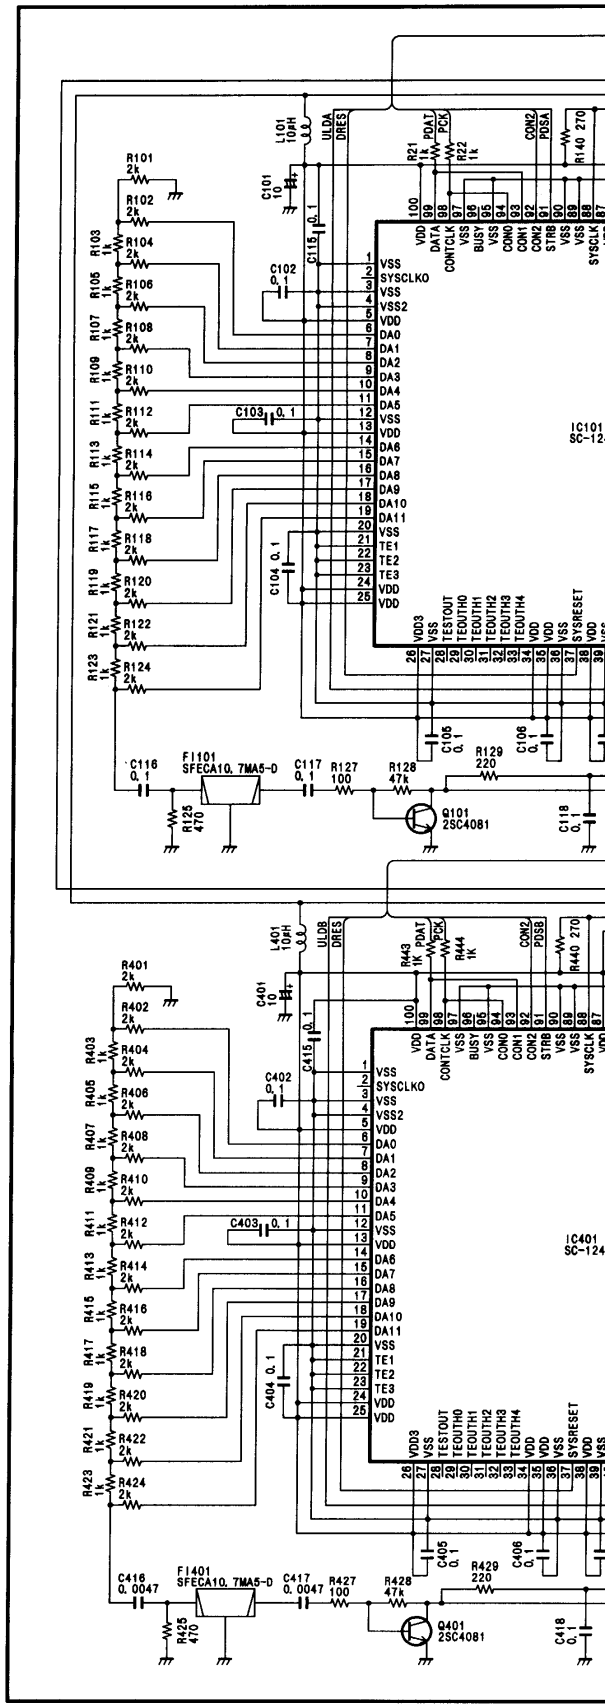 L101
10µH
ULDA
DRES
PDAT
PCK
R21
1k
R22
1k
CON2
PDSA
R140 270
C101
10
C115 0.1
R101
2k
R102
2k
R103
1k
R104
2k
R105
1k
R106
2k
R107
1k
R108
2k
R109
1k
R110
2k
R111
1k
R112
2k
R113
1k
R114
2k
R115
1k
R116
2k
R117
1k
R118
2k
R119
1k
R120
2k
R121
1k
R122
2k
R123
1k
R124
2k
C102
0.1
C103 0.1
C104 0.1
100 VDD
99 DATA
98 CONTCLK
97 VSS
96 BUSY
95 VSS
94 CON0
93 CON1
92 CON2
91 STRB
90 VSS
89 VSS
88 SYSCLK
87
1 VSS
2 SYSCLKO
3 VSS
4 VSS2
5 VDD
6 DA0
7 DA1
8 DA2
9 DA3
10 DA4
11 DA5
12 VSS
13 VDD
14 DA6
15 DA7
16 DA8
17 DA9
18 DA10
19 DA11
20 VSS
21 TE1
22 TE2
23 TE3
24 VDD
25 VDD
IC101
SC-124
26 VDD3
27 VSS
28 TESTOUT
29 TEOUTH0
30 TEOUTH1
31 TEOUTH2
32 TEOUTH3
33 TEOUTH4
34 VDD
35 VDD
36 VSS
37 SYSRESET
38 VDD
39 VSS
C105
0.1
C106
0.1
C116
0.1
FI101
SFECA10.7MA5-D
R125
470
C117
0.1
R127
100
R128
47k
R129
220
Q101
2SC4081
C118
0.1
L401
10µH
ULDB
DRES
PDAT
PCK
R443
1K
R444
1K
CON2
PDSB
R440 270
C401
10
C415 0.1
R401
2k
R402
2k
R403
1k
R404
2k
R405
1k
R406
2k
R407
1k
R408
2k
R409
1k
R410
2k
R411
1k
R412
2k
R413
1k
R414
2k
R415
1k
R416
2k
R417
1k
R418
2k
R419
1k
R420
2k
R421
1k
R422
2k
R423
1k
R424
2k
C402
0.1
C403 0.1
C404 0.1
100 VDD
99 DATA
98 CONTCLK
97 VSS
96 BUSY
95 VSS
94 CON0
93 CON1
92 CON2
91 STRB
90 VSS
89 VSS
88 SYSCLK
87 VDD
1 VSS
2 SYSCLKO
3 VSS
4 VSS2
5 VDD
6 DA0
7 DA1
8 DA2
9 DA3
10 DA4
11 DA5
12 VSS
13 VDD
14 DA6
15 DA7
16 DA8
17 DA9
18 DA10
19 DA11
20 VSS
21 TE1
22 TE2
23 TE3
24 VDD
25 VDD
IC401
SC-124
26 VDD3
27 VSS
28 TESTOUT
29 TEOUTH0
30 TEOUTH1
31 TEOUTH2
32 TEOUTH3
33 TEOUTH4
34 VDD
35 VDD
36 VSS
37 SYSRESET
38 VDD
39 VSS
C405
0.1
C406
0.1
C416
0.0047
FI401
SFECA10.7MA5-D
R425
470
C417
0.0047
R427
100
R428
47k
R429
220
Q401
2SC4081
C418
0.1